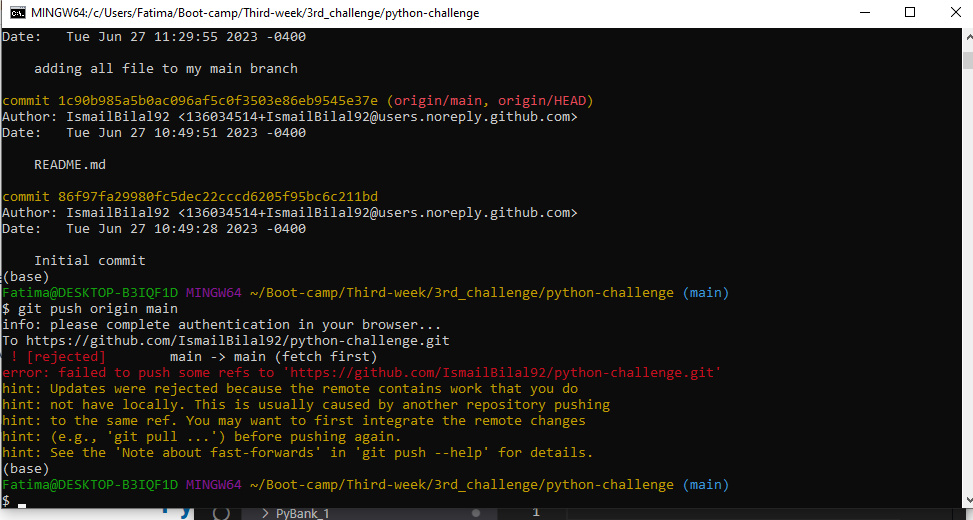 MINGW64:/c/Users/Fatima/Boot-camp/Third-week/3rd_challenge/python-challenge
Date:   Tue Jun 27 11:29:55 2023 -0400
    adding all file to my main branch
commit 1c90b985a5b0ac096af5c0f3503e86eb9545e37e (origin/main, origin/HEAD)
Author: IsmailBilal92 <136034514+IsmailBilal92@users.noreply.github.com>
Date:   Tue Jun 27 10:49:51 2023 -0400
    README.md
commit 86f97fa29980fc5dec22cccd6205f95bc6c211bd
Author: IsmailBilal92 <136034514+IsmailBilal92@users.noreply.github.com>
Date:   Tue Jun 27 10:49:28 2023 -0400
    Initial commit
(base)
Fatima@DESKTOP-B3IQF1D MINGW64 ~/Boot-camp/Third-week/3rd_challenge/python-challenge (main)
$ git push origin main
info: please complete authentication in your browser...
To https://github.com/IsmailBilal92/python-challenge.git
 ! [rejected]        main -> main (fetch first)
error: failed to push some refs to 'https://github.com/IsmailBilal92/python-challenge.git'
hint: Updates were rejected because the remote contains work that you do
hint: not have locally. This is usually caused by another repository pushing
hint: to the same ref. You may want to first integrate the remote changes
hint: (e.g., 'git pull ...') before pushing again.
hint: See the 'Note about fast-forwards' in 'git push --help' for details.
(base)
Fatima@DESKTOP-B3IQF1D MINGW64 ~/Boot-camp/Third-week/3rd_challenge/python-challenge (main)
$
> PyBank_1
1